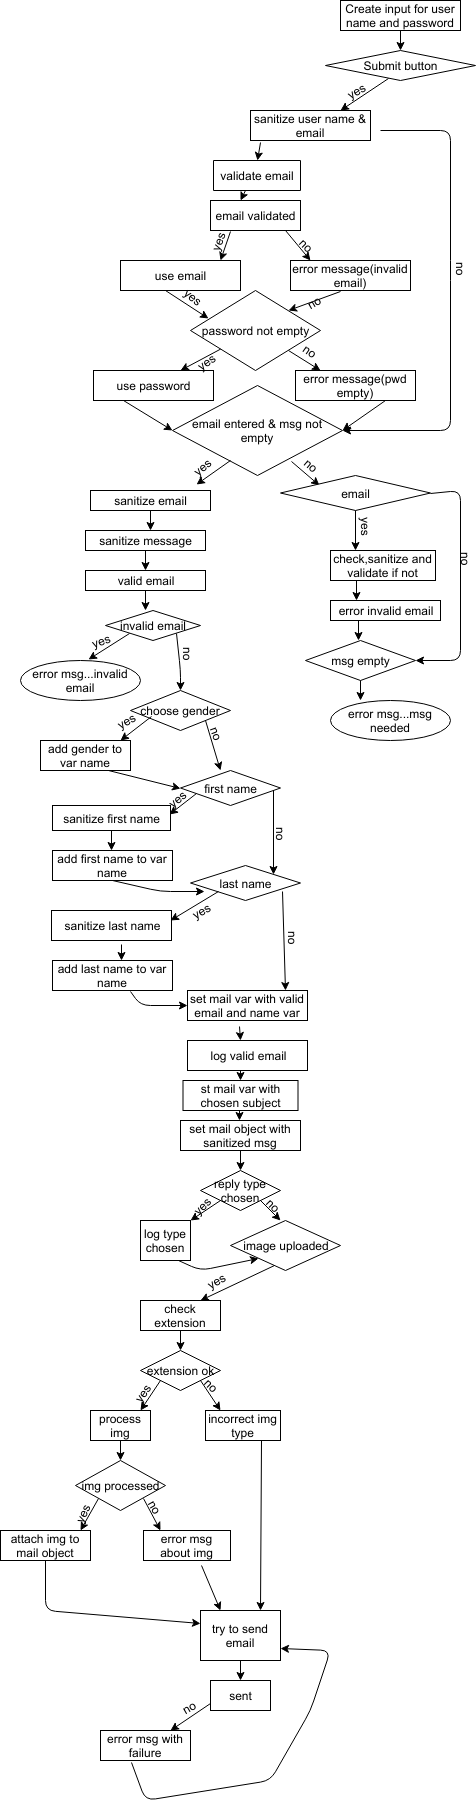 Create input for user
name and password
Submit button
yes
sanitize user name &
email
no
validate email
email validated
yes
no
use email
error message(invalid
email)
yes
no
password not empty
yes
no
use password
error message(pwd
empty)
email entered & msg not
empty
yes
no
sanitize email
email
sanitize message
yes
no
valid email
check,sanitize and
validate if not
error invalid email
invalid email
yes
no
msg empty
error msg...invalid
email
error msg...msg
needed
choose gender
yes
no
add gender to
var name
first name
yes
no
sanitize first name
add first name to var
name
last name
yes
no
sanitize last name
add last name to var
name
set mail var with valid
email and name var
log valid email
st mail var with
chosen subject
set mail object with
sanitized msg
reply type
chosen
yes
no
log type
chosen
image uploaded
yes
check
extension
extension ok
yes
no
process
img
incorrect img
type
img processed
yes
no
attach img to
mail object
error msg
about img
try to send
email
sent
no
error msg with
failure